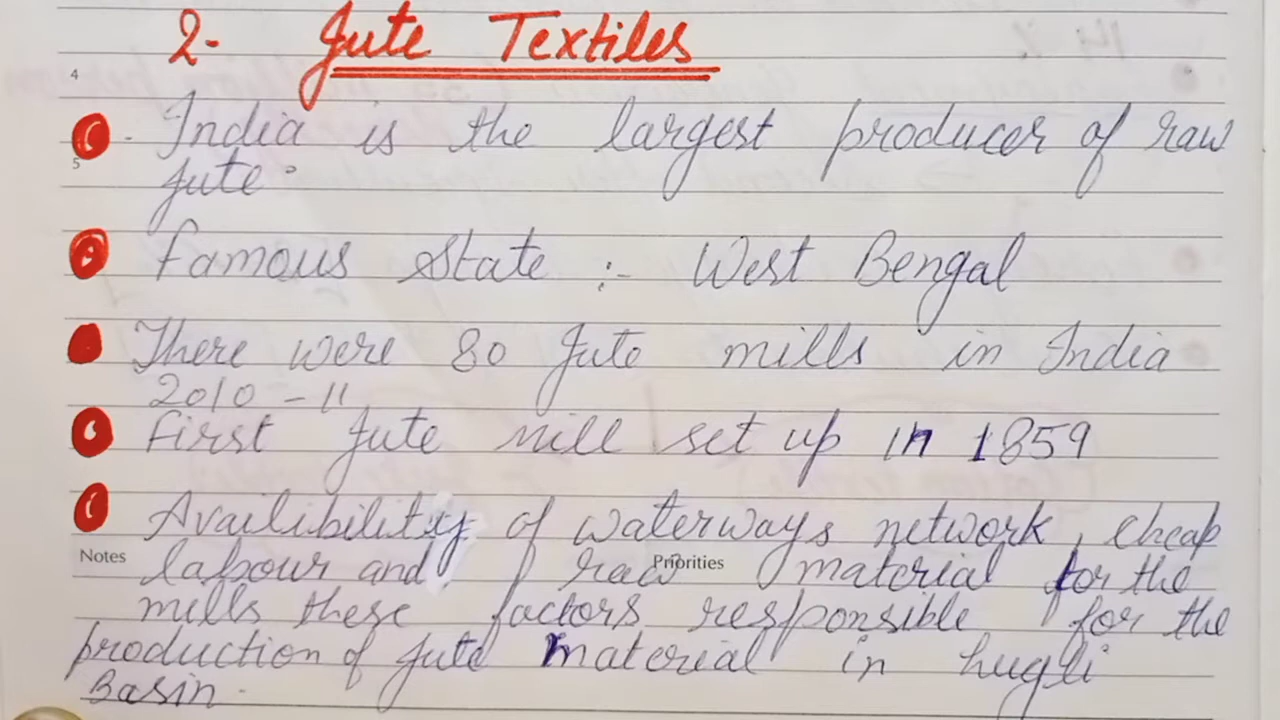 2- Jute Textiles
4
- India is the largest producer of raw
5
jute.
Famous State :- West Bengal
There were 80 Jute mills in India
2010 - 11
First Jute mill set up in 1859
Availibility of waterways network, cheap
Notes
Priorities
labour and raw material for the
mills these factors responsible for the
production of jute material in hugli
Basin.